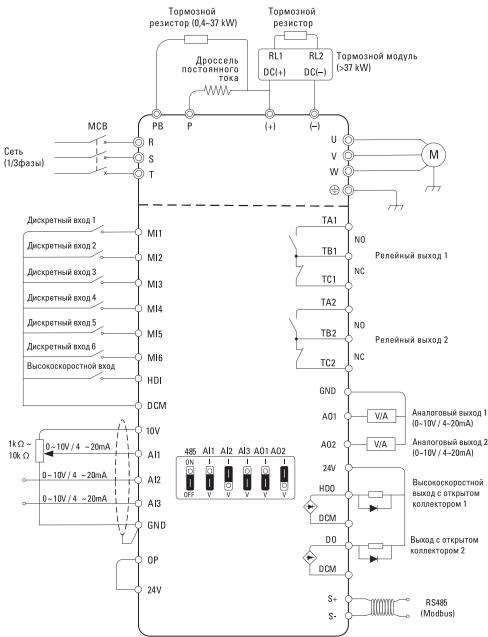 Тормозной
резистор (0,4~37 kW)
Тормозной
резистор
RL1 RL2
DC(+) DC(–)
Тормозной модуль
(>37 kW)
Дроссель
постоянного
тока
PB P (+) (–)
MCB
Сеть
(1/3фазы)
R
S
T
U
V
W
M
Дискретный вход 1
MI1
Дискретный вход 2
MI2
Дискретный вход 3
MI3
Дискретный вход 4
MI4
Дискретный вход 5
MI5
Дискретный вход 6
MI6
Высокоскоростной вход
HDI
DCM
TA1
NO
TB1
Релейный выход 1
NC
TC1
TA2
NO
TB2
Релейный выход 2
NC
TC2
GND
AO1
V/A
Аналоговый выход 1
(0~10V / 4~20mA)
AO2
V/A
Аналоговый выход 2
(0~10V / 4~20mA)
10V
1k Ω ~
10k Ω
0~10V / 4 ~20mA
AI1
0~10V / 4 ~20mA
AI2
0~10V / 4 ~20mA
AI3
GND
OP
24V
485 AI1 AI2 AI3 AO1 AO2
ON I I I I I
OFF V V V V V
24V
HDO
DCM
Высокоскоростной
выход с открытом
коллектором 1
DO
DCM
Выход с открытом
коллектором 2
S+
S-
RS485
(Modbus)